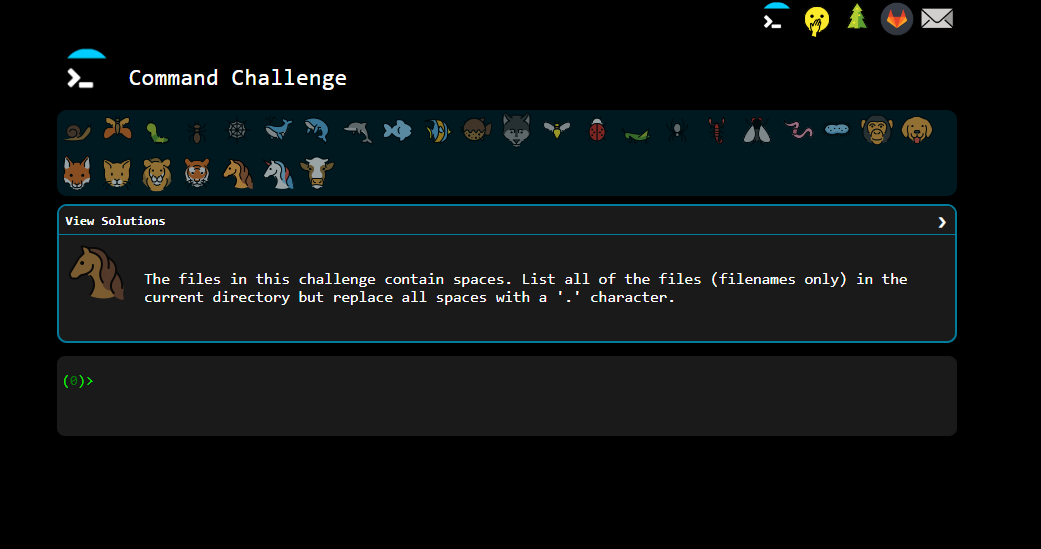 Command Challenge
View Solutions
The files in this challenge contain spaces. List all of the files (filenames only) in the
current directory but replace all spaces with a '.' character.
(0)>